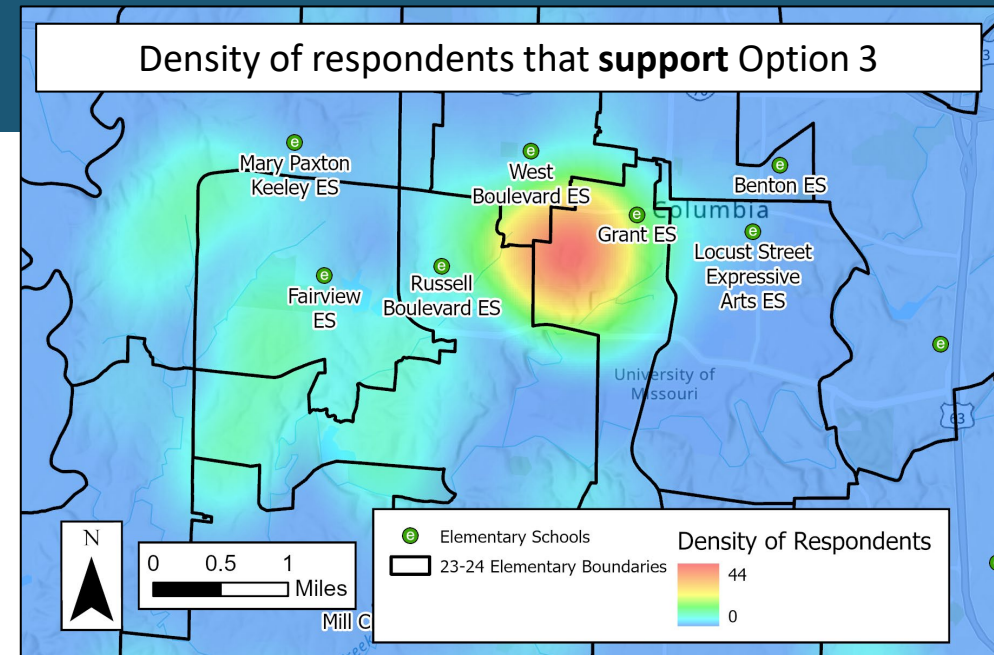 Density of respondents that support Option 3
Mary Paxton
Keeley ES
West
Boulevard ES
Benton ES
Columbia
Grant ES
Locust Street
Expressive
Arts ES
Fairview
ES
Russell
Boulevard ES
University of
Missouri
63
N
0 0.5 1
Miles
Mill C
Elementary Schools
23-24 Elementary Boundaries
Density of Respondents
44
0